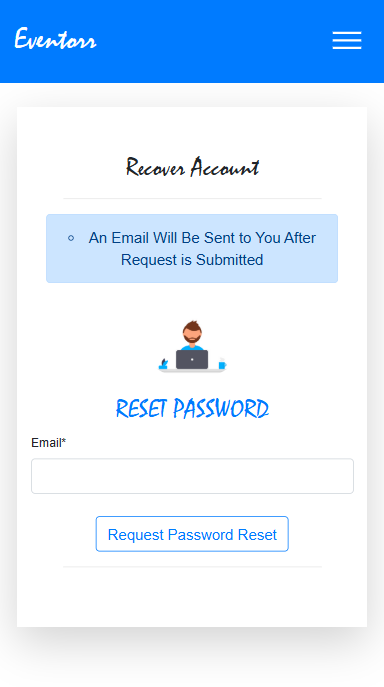 Eventorr
Recover Account
An Email Will Be Sent to You After
Request is Submitted
RESET PASSWORD
Email*
Request Password Reset